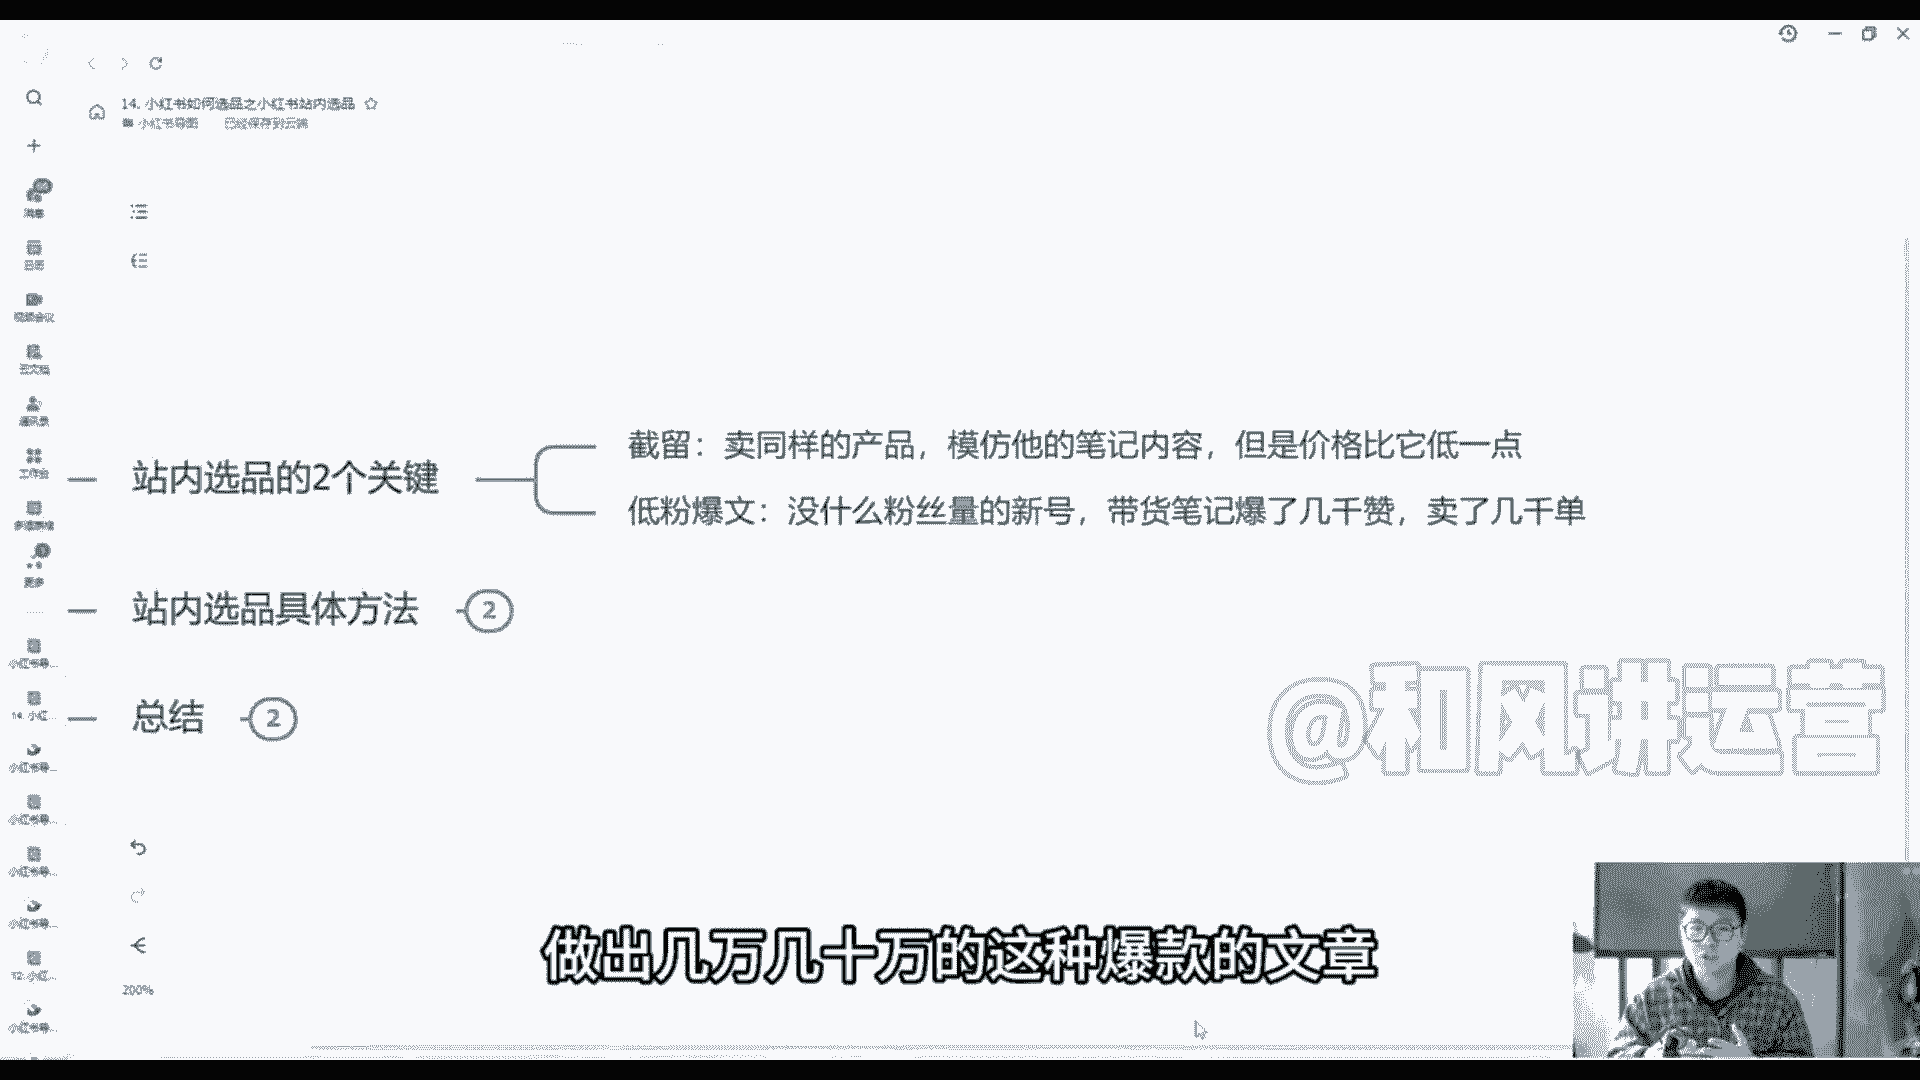 14. 小红书如何选品之小红书站内选品
小红书导图 已经保存到云端
消息
日历
视频会议
云文档
通讯录
工作台
更多
小红书导...
14. 小红...
小红书导...
小红书导...
小红书导...
小红书导...
12. 小红...
小红书导...
站内选品的2个关键
截留：卖同样的产品，模仿他的笔记内容，但是价格比它低一点
低粉爆文：没什么粉丝量的新号，带货笔记爆了几千赞，卖了几千单
站内选品具体方法 2
总结 2
@和风讲运营
200%
做出几万几十万的这种爆款的文章